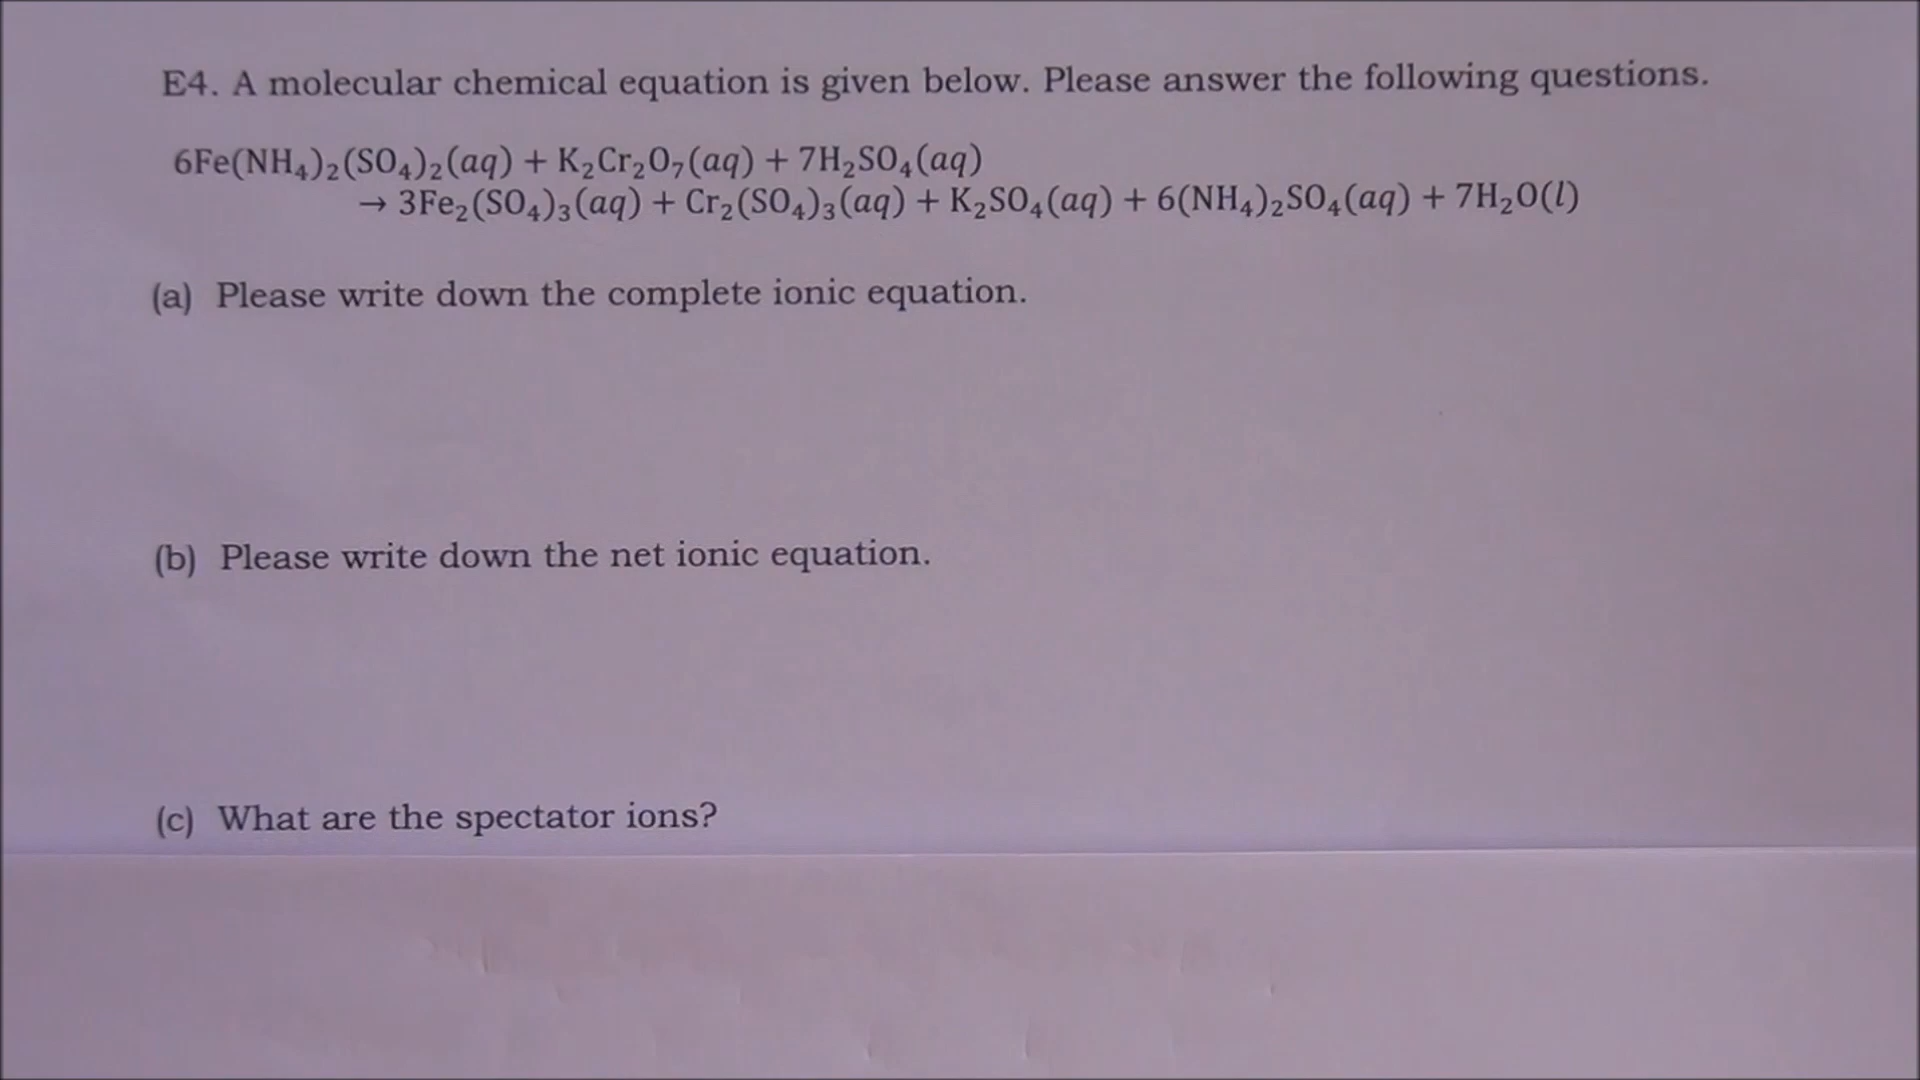 E4. A molecular chemical equation is given below. Please answer the following questions.
6Fe(NH₄)₂(SO₄)₂(aq) + K₂Cr₂O₇(aq) + 7H₂SO₄(aq)
→ 3Fe₂(SO₄)₃(aq) + Cr₂(SO₄)₃(aq) + K₂SO₄(aq) + 6(NH₄)₂SO₄(aq) + 7H₂O(l)
(a) Please write down the complete ionic equation.
(b) Please write down the net ionic equation.
(c) What are the spectator ions?